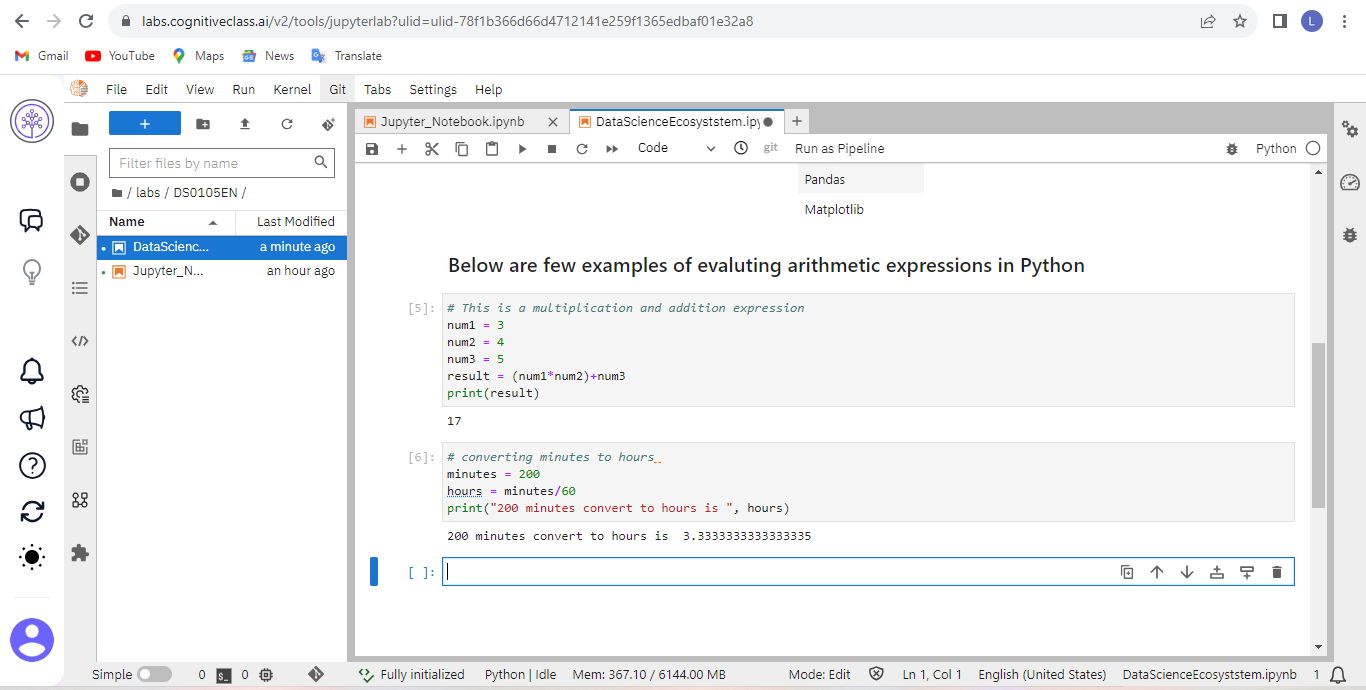 labs.cognitiveclass.ai/v2/tools/jupyterlab?ulid=ulid-78f1b366d66d4712141e259f1365edbaf01e32a8
L
Gmail YouTube Maps News Translate
File Edit View Run Kernel Git Tabs Settings Help
+
Jupyter_Notebook.ipynb
DataScienceEcosyststem.ipy
Filter files by name
/ labs / DS0105EN /
Name Last Modified
DataScienc... a minute ago
Jupyter_N... an hour ago
Code git Run as Pipeline Python
Pandas
Matplotlib
Below are few examples of evaluting arithmetic expressions in Python
[5]: # This is a multiplication and addition expression
num1 = 3
num2 = 4
num3 = 5
result = (num1*num2)+num3
print(result)
17
[6]: # converting minutes to hours
minutes = 200
hours = minutes/60
print("200 minutes convert to hours is ", hours)
200 minutes convert to hours is  3.3333333333333335
[ ]:
Simple 0 $_ 0 Fully initialized Python | Idle Mem: 367.10 / 6144.00 MB Mode: Edit Ln 1, Col 1 English (United States) DataScienceEcosyststem.ipynb 1